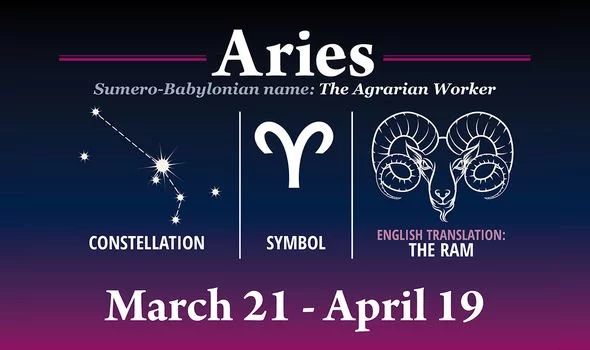 Aries
Sumero-Babylonian name: The Agrarian Worker
CONSTELLATION
SYMBOL
ENGLISH TRANSLATION:
THE RAM
March 21 - April 19